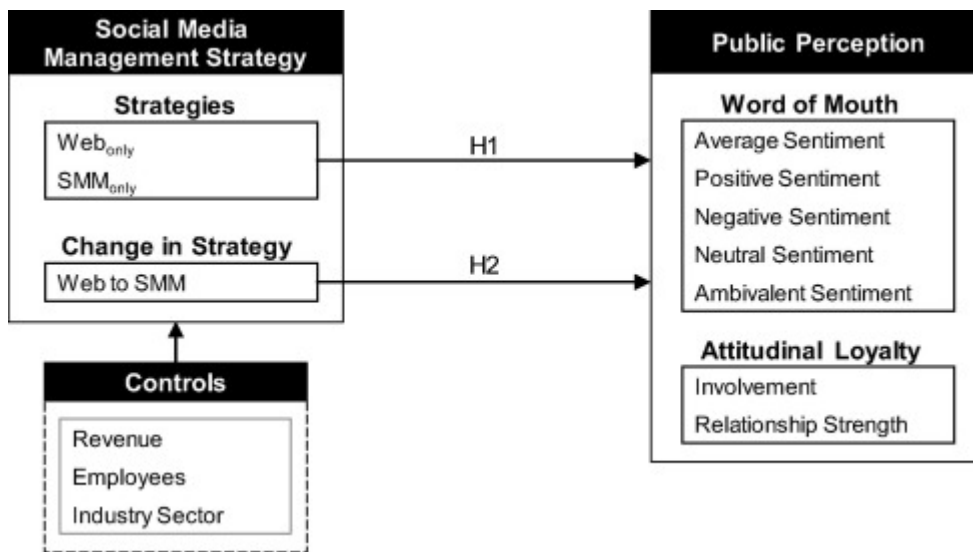 Social Media
Management Strategy
Strategies
Web only
SMM only
Change in Strategy
Web to SMM
Controls
Revenue
Employees
Industry Sector
H1
H2
Public Perception
Word of Mouth
Average Sentiment
Positive Sentiment
Negative Sentiment
Neutral Sentiment
Ambivalent Sentiment
Attitudinal Loyalty
Involvement
Relationship Strength